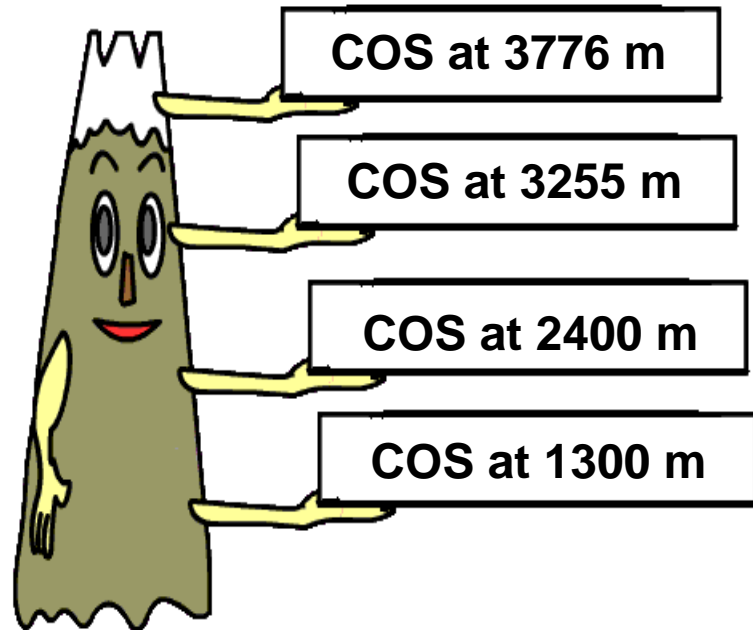 COS at 3776 m
COS at 3255 m
COS at 2400 m
COS at 1300 m